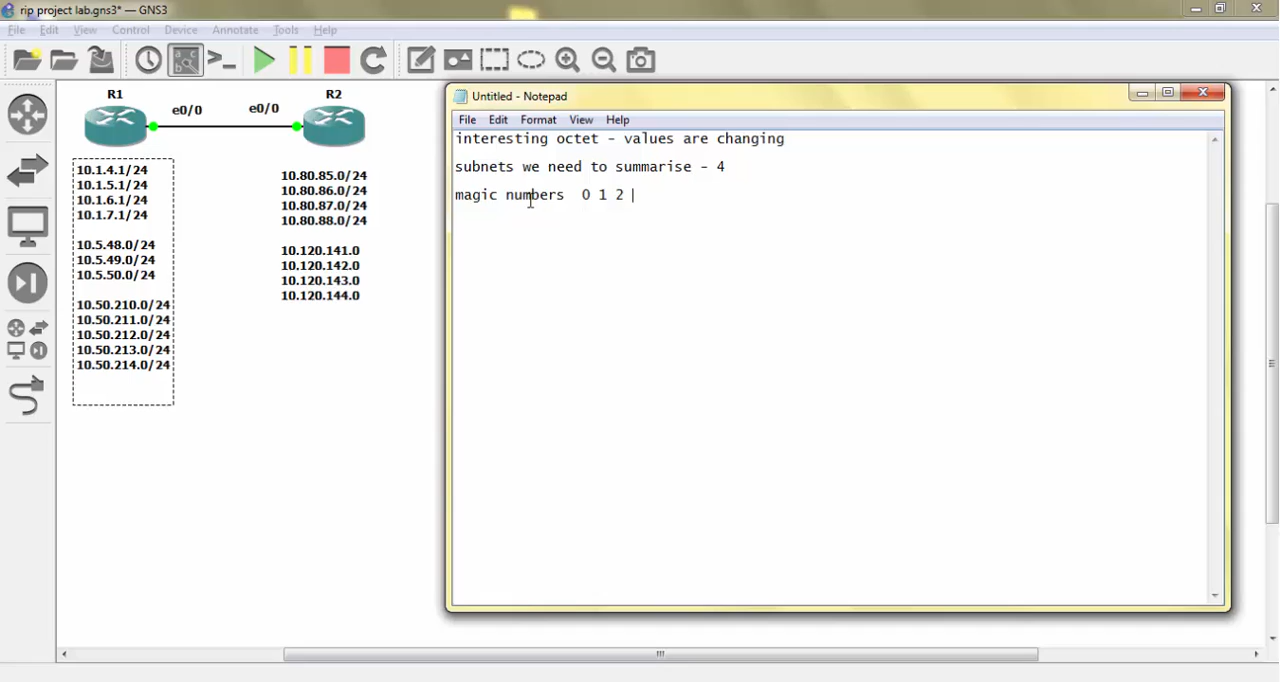 rip project lab.gns3* — GNS3
File Edit View Control Device Annotate Tools Help
R1
R2
e0/0
e0/0
10.1.4.1/24
10.1.5.1/24
10.1.6.1/24
10.1.7.1/24
10.5.48.0/24
10.5.49.0/24
10.5.50.0/24
10.50.210.0/24
10.50.211.0/24
10.50.212.0/24
10.50.213.0/24
10.50.214.0/24
10.80.85.0/24
10.80.86.0/24
10.80.87.0/24
10.80.88.0/24
10.120.141.0
10.120.142.0
10.120.143.0
10.120.144.0
Untitled - Notepad
File Edit Format View Help
interesting octet - values are changing
subnets we need to summarise - 4
magic numbers 0 1 2